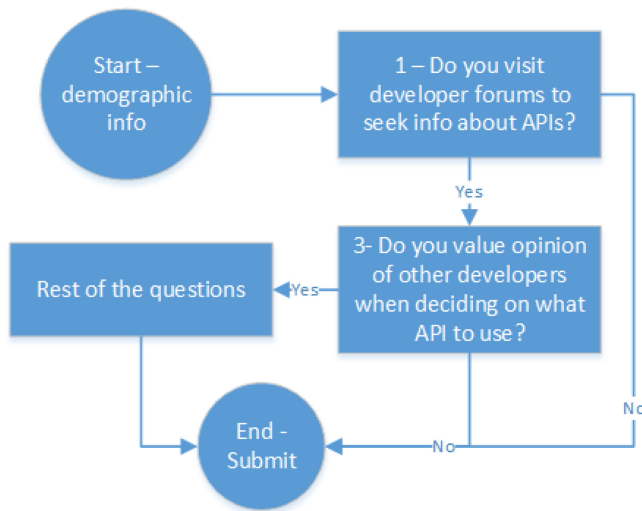 Start –
demographic
info
1 – Do you visit
developer forums to
seek info about APIs?
Yes
3- Do you value opinion
of other developers
when deciding on what
API to use?
Yes
Rest of the questions
No
End -
Submit
No